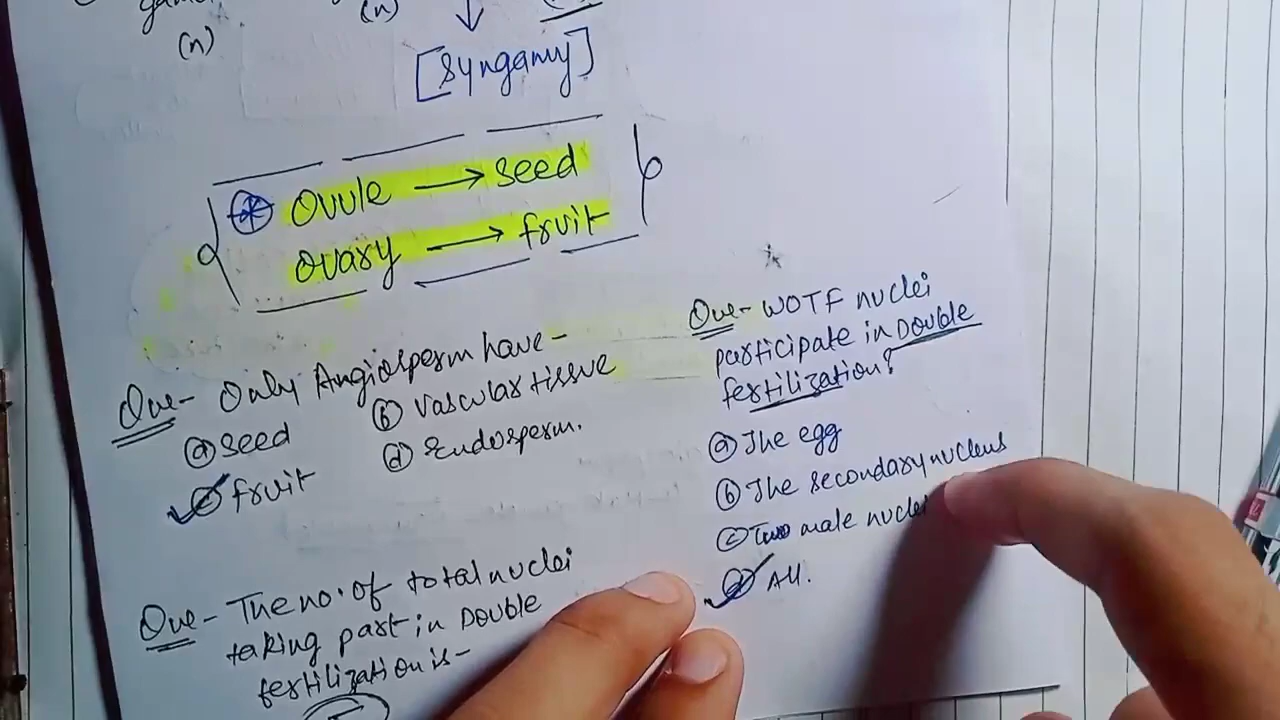 (n)
(n)
[Syngamy]
Ovule → seed
ovary → fruit
Que- Only Angiosperm have-
(a) seed (b) Vascular tissue
(c) fruit (d) Endosperm.
Que- The no. of total nuclei
taking part in Double
fertilization is-
Que- WOTF nuclei
participate in Double
fertilization?
(a) The egg
(b) The secondary nucleus
(c) Two male nuclei
(d) All.